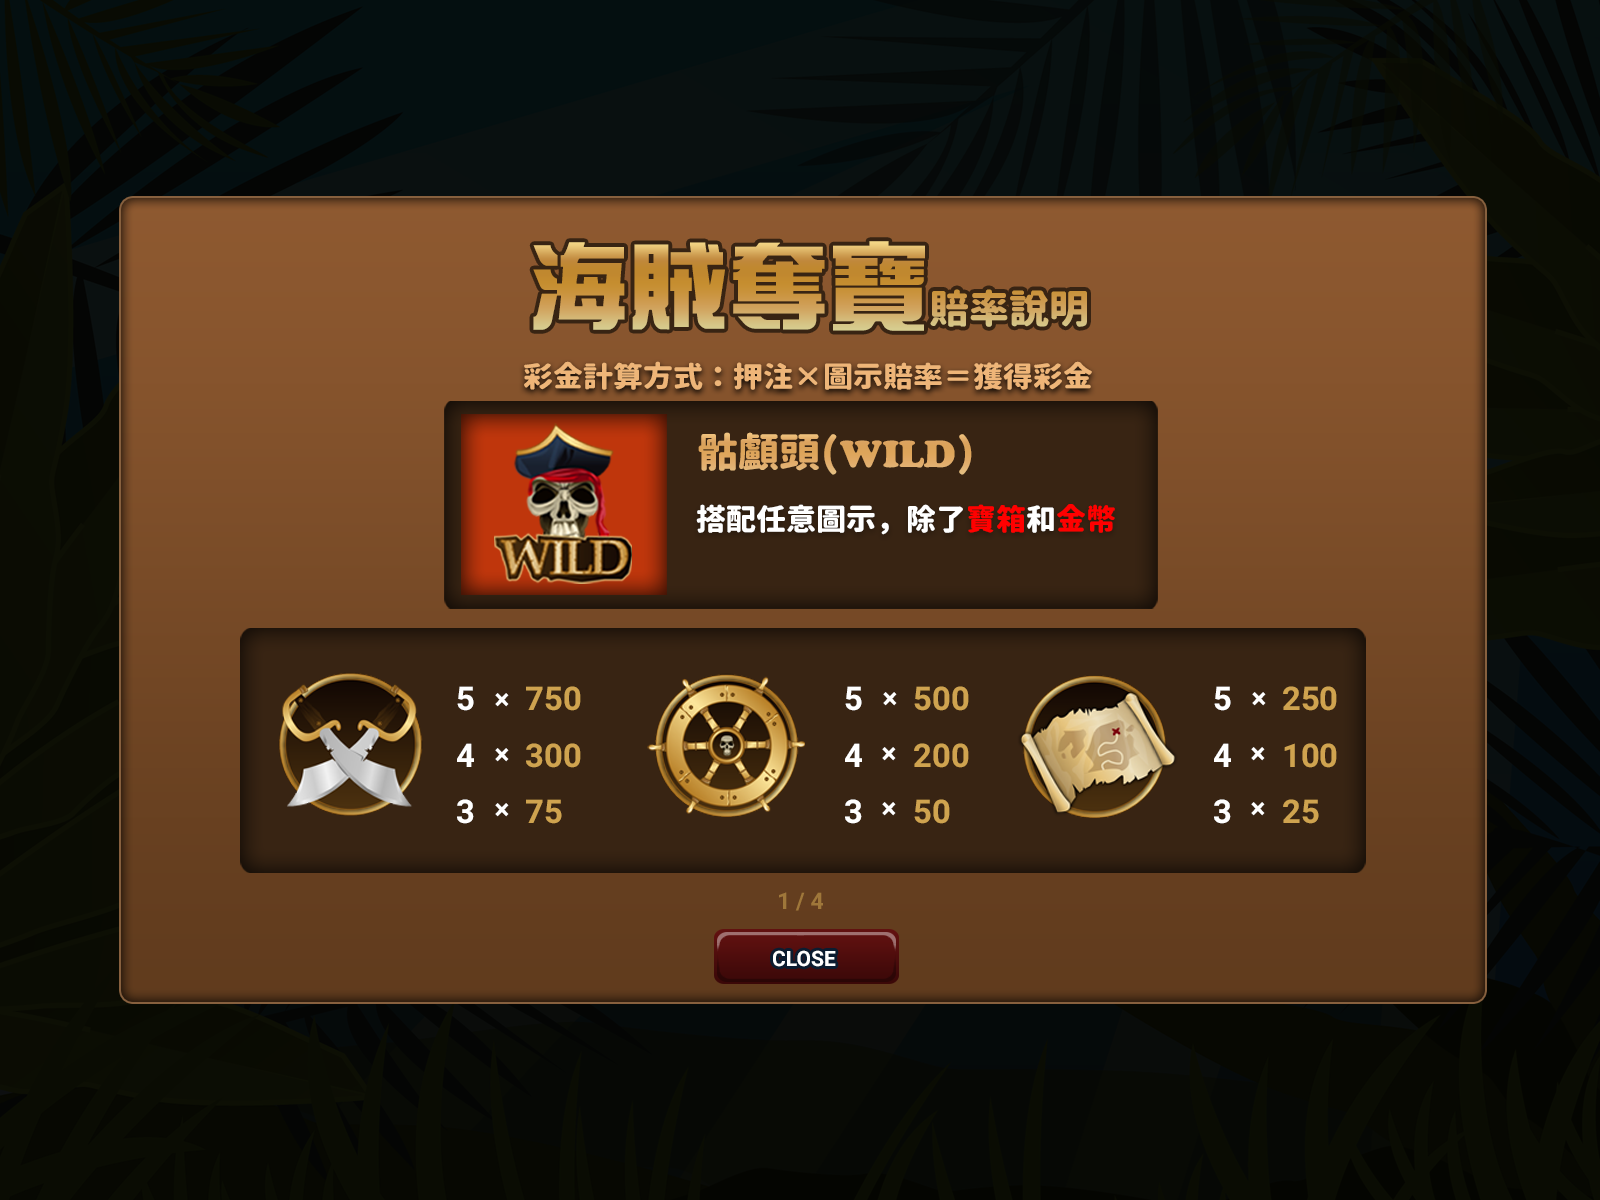 海賊奪寶賠率說明
彩金計算方式：押注×圖示賠率＝獲得彩金
WILD
骷顱頭(WILD)
搭配任意圖示，除了寶箱和金幣
5 × 750
4 × 300
3 × 75
5 × 500
4 × 200
3 × 50
5 × 250
4 × 100
3 × 25
1 / 4
CLOSE